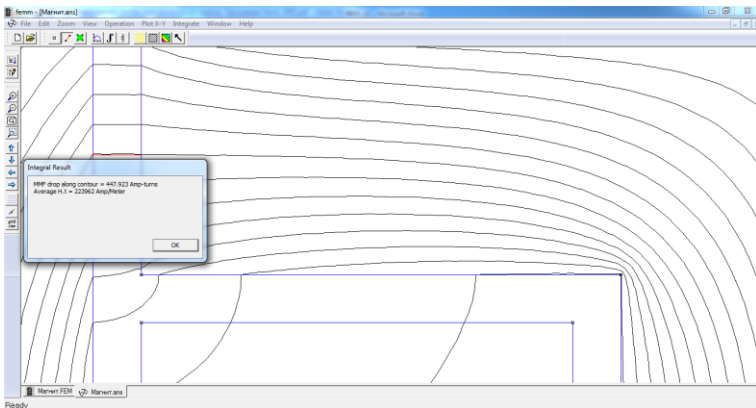 femm - [Магнит.ans]
File Edit Zoom View Operation Plot X-Y Integrate Window Help
Integral Result
MMF drop along contour = 447.923 Amp-turns
Average H.t = 223962 Amp/Meter
OK
Магнит.FEM Магнит.ans
Ready